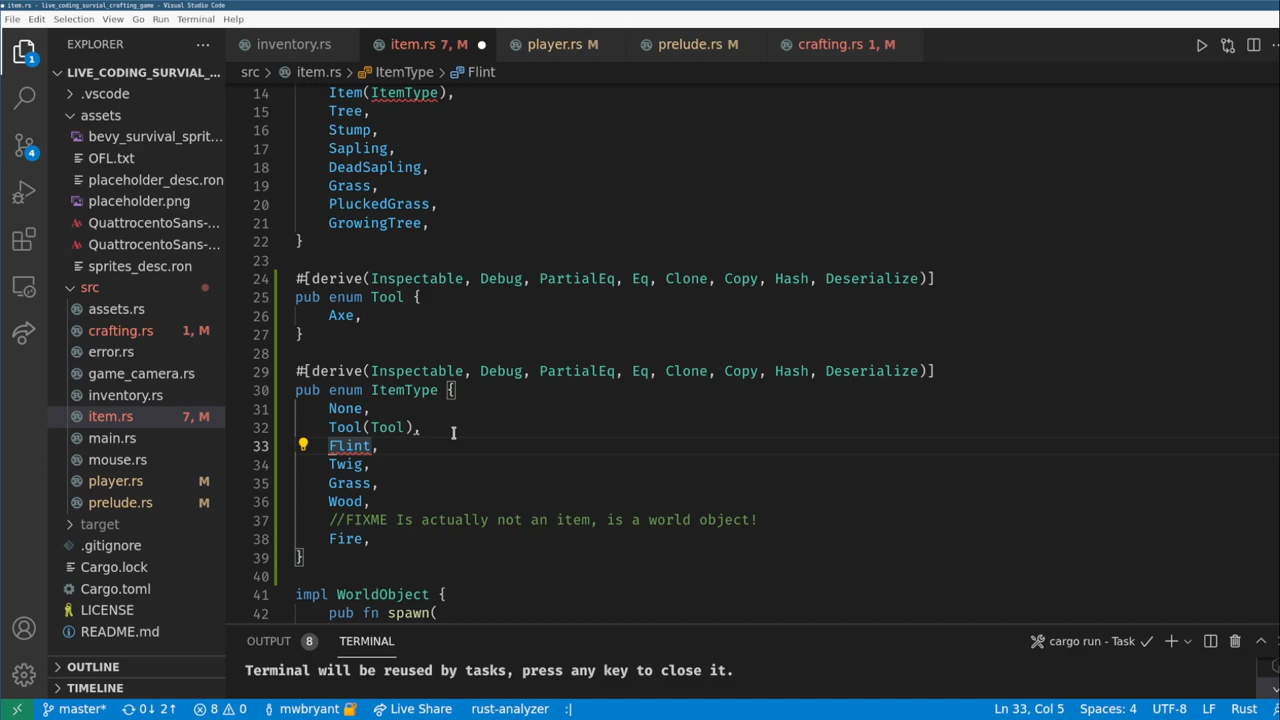 item.rs - live_coding_survial_crafting_game - Visual Studio Code
File Edit Selection View Go Run Terminal Help
EXPLORER
inventory.rs
item.rs 7, M
player.rs M
prelude.rs M
crafting.rs 1, M
src > item.rs > ItemType > Flint
LIVE_CODING_SURVIAL_...
> .vscode
assets
bevy_survival_sprit...
OFL.txt
placeholder_desc.ron
placeholder.png
QuattrocentoSans-...
QuattrocentoSans-...
sprites_desc.ron
src
assets.rs
crafting.rs 1, M
error.rs
game_camera.rs
inventory.rs
item.rs 7, M
main.rs
mouse.rs
player.rs M
prelude.rs M
> target
.gitignore
Cargo.lock
Cargo.toml
LICENSE
README.md
> OUTLINE
> TIMELINE
14 Item(ItemType),
15 Tree,
16 Stump,
17 Sapling,
18 DeadSapling,
19 Grass,
20 PluckedGrass,
21 GrowingTree,
22 }
23
24 #[derive(Inspectable, Debug, PartialEq, Eq, Clone, Copy, Hash, Deserialize)]
25 pub enum Tool {
26 Axe,
27 }
28
29 #[derive(Inspectable, Debug, PartialEq, Eq, Clone, Copy, Hash, Deserialize)]
30 pub enum ItemType {
31 None,
32 Tool(Tool),
33 Flint,
34 Twig,
35 Grass,
36 Wood,
37 //FIXME Is actually not an item, is a world object!
38 Fire,
39 }
40
41 impl WorldObject {
42 pub fn spawn(
OUTPUT 8 TERMINAL
cargo run - Task
Terminal will be reused by tasks, press any key to close it.
1
4
master* 0↓ 2↑ 8 0 mwbryant Live Share rust-analyzer :|
Ln 33, Col 5 Spaces: 4 UTF-8 LF Rust